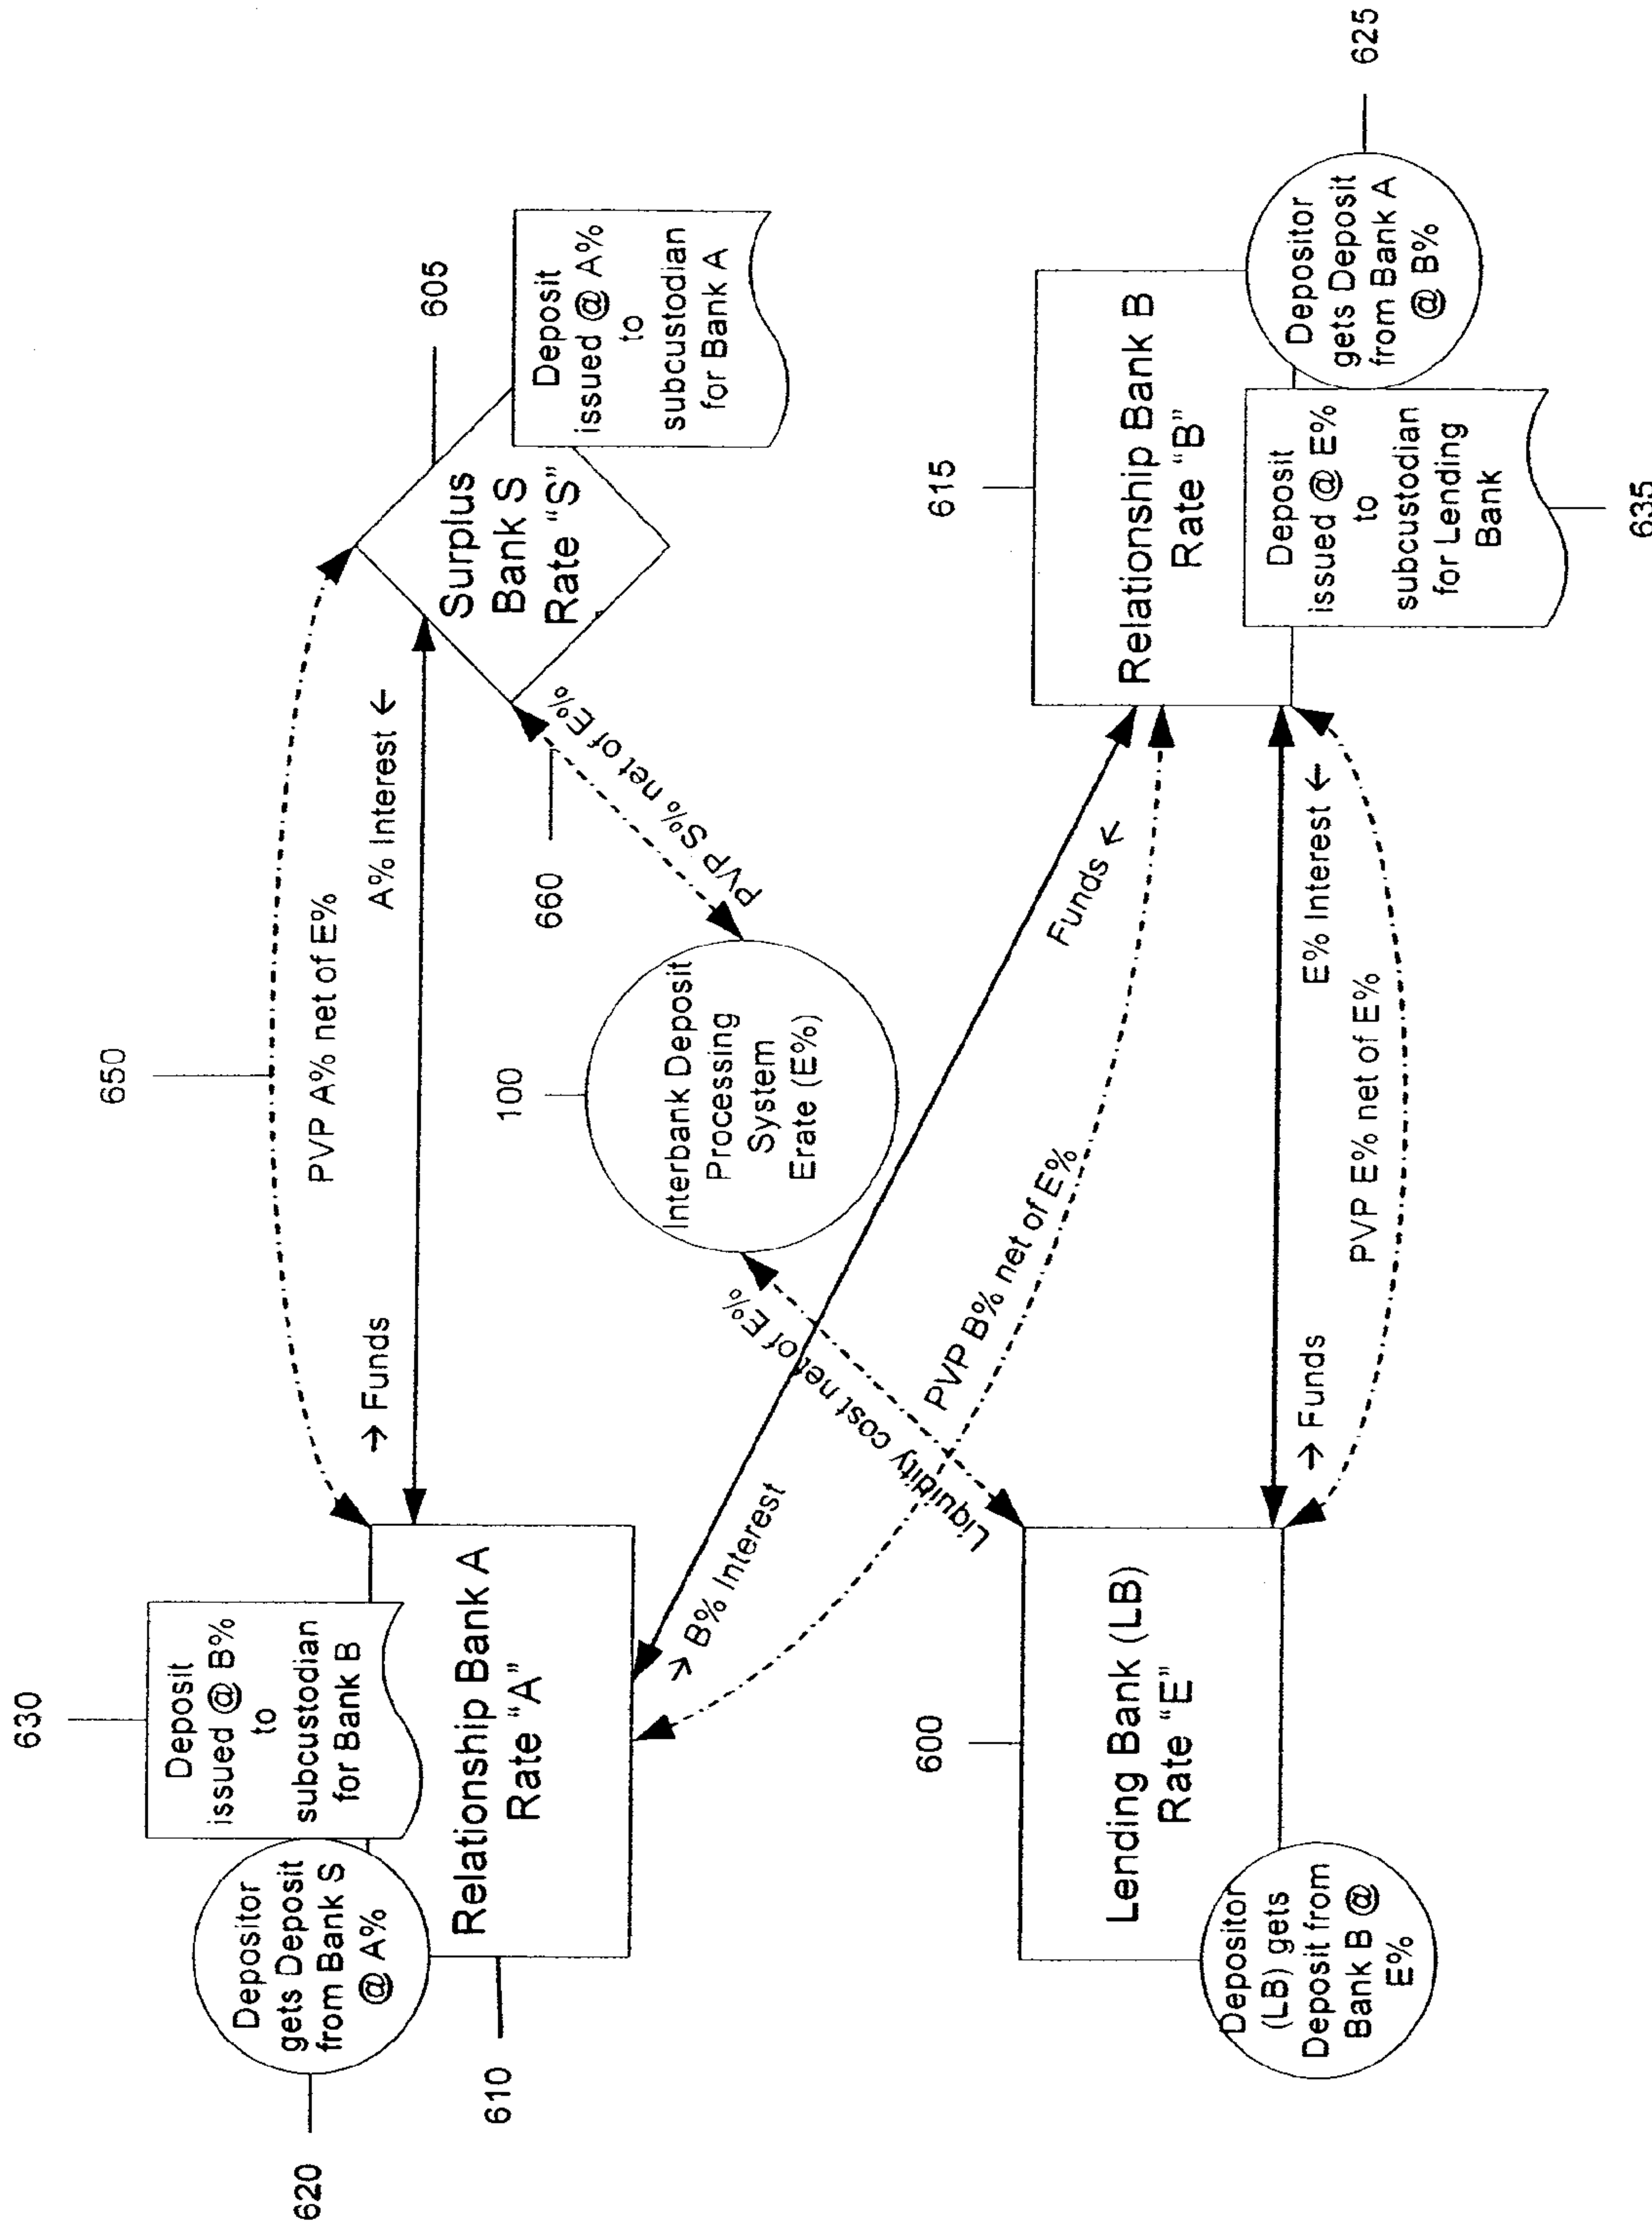 630
Deposit
issued @ B%
to
subcustodian
for Bank B
620
Depositor
gets Deposit
from Bank S
@ A%
610
Relationship Bank A
Rate "A"
650
PVP A% net of E%
→ Funds
A% Interest ←
605
Surplus
Bank S
Rate "S"
Deposit
issued @ A%
to
subcustodian
for Bank A
660
PVP S% net of E%
100
Interbank Deposit
Processing
System
Erate (E%)
Liquidity cost net of E%
→ B% Interest
Funds ←
PVP B% net of E%
600
Lending Bank (LB)
Rate "E"
Depositor
(LB) gets
Deposit from
Bank B @
E%
→ Funds
E% Interest ←
PVP E% net of E%
615
Relationship Bank B
Rate "B"
Deposit
issued @ E%
to
subcustodian
for Lending
Bank
635
Depositor
gets Deposit
from Bank A
@ B%
625